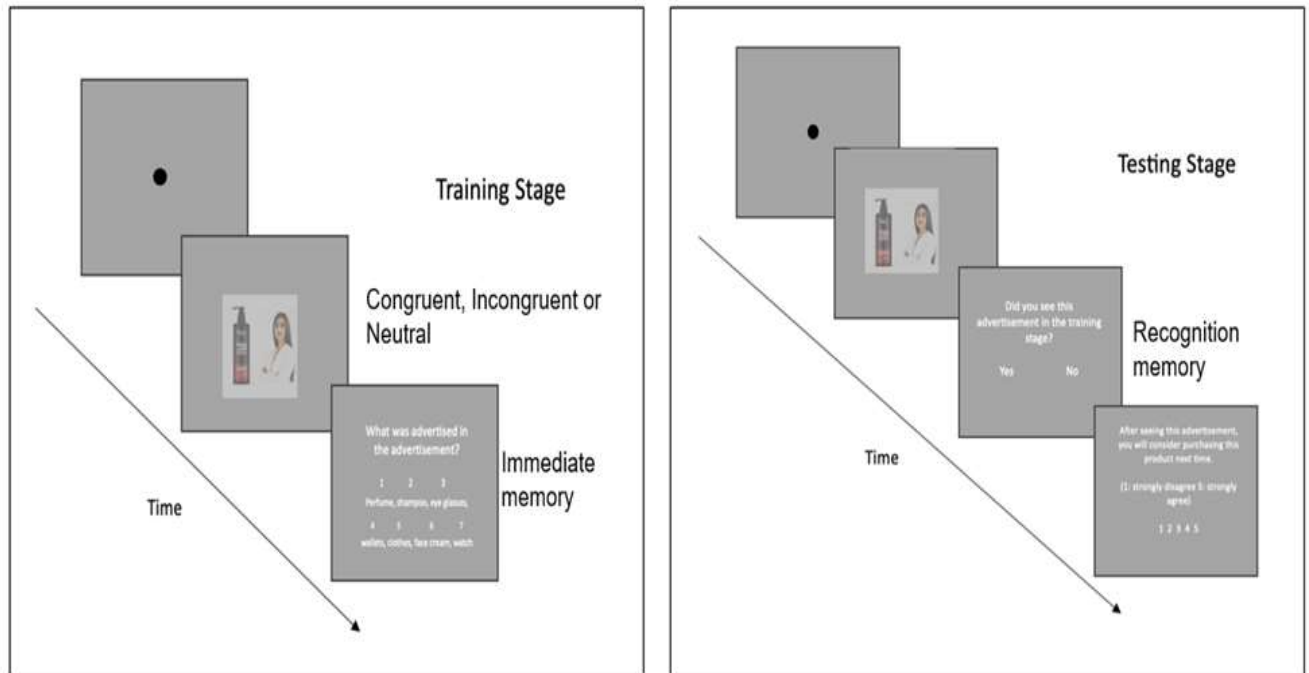 Training Stage
Congruent, Incongruent or
Neutral
What was advertised in
the advertisement?
1 2 3
Perfume, shampoo, eye glasses,
4 5 6 7
wallets, clothes, face cream, watch
Immediate
memory
Time
Testing Stage
Did you see this
advertisement in the training
stage?
Yes No
Recognition
memory
After seeing this advertisement,
you will consider purchasing this
product next time.
(1: strongly disagree 5: strongly
agree)
1 2 3 4 5
Time